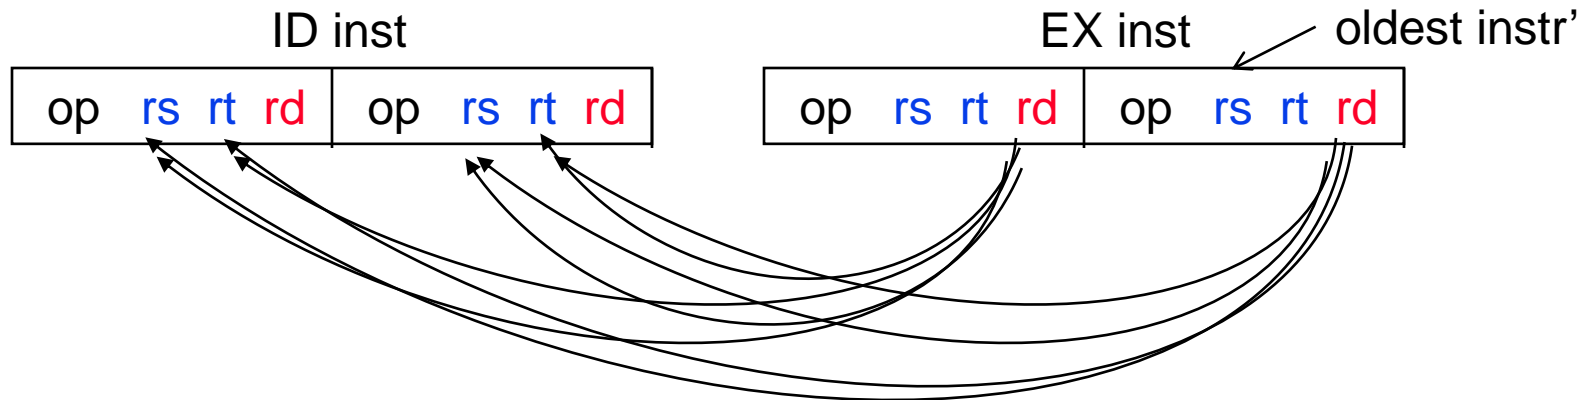 ID inst EX inst oldest instr’
op rs rt rd op rs rt rd op rs rt rd op rs rt rd